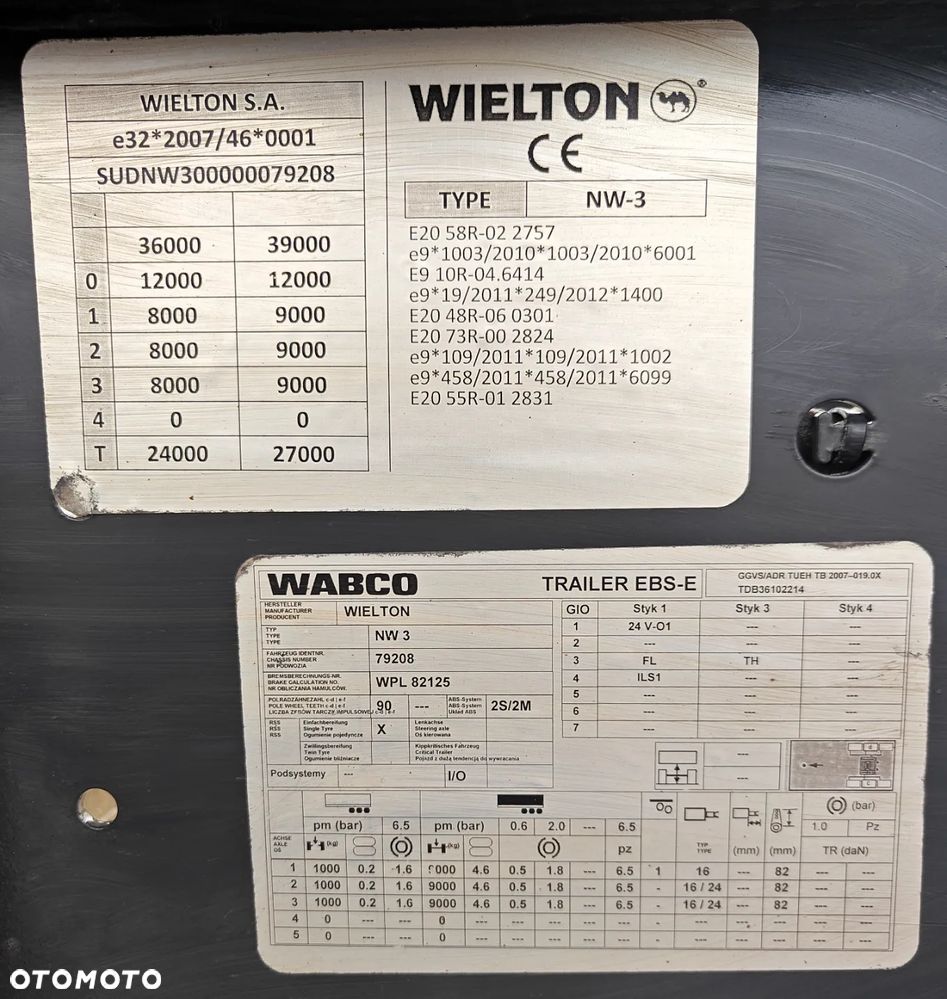 WIELTON S.A.
e32*2007/46*0001
SUDNW300000079208
36000 39000
0 12000 12000
1 8000 9000
2 8000 9000
3 8000 9000
4 0 0
T 24000 27000
WIELTON ®
CE
TYPE NW-3
E20 58R-02 2757
e9*1003/2010*1003/2010*6001
E9 10R-04.6414
e9*19/2011*249/2012*1400
E20 48R-06 0301
E20 73R-00 2824
e9*109/2011*109/2011*1002
e9*458/2011*458/2011*6099
E20 55R-01 2831
WABCO TRAILER EBS-E
GGVS/ADR TUEH TB 2007-019.0X
TDB36102214
HERSTELLER
MANUFACTURER
PRODUCENT
WIELTON
TYP
TYPE
TYPE
NW 3
FAHRZEUG IDENTNR.
CHASSIS NUMBER
NR PODWOZIA
79208
BREMSBERECHNUNGS-NR.
BRAKE CALCULATION NO.
NR OBLICZANIA HAMULCÓW.
WPL 82125
POLRADZÄHNEZAHL c-d | e-f
POLE WHEEL TEETH c-d | e-f
LICZBA ZĘBÓW TARCZY IMPULSOWEJ c-d | e-f
90 ---
ABS-System
ABS-System
Układ ABS
2S/2M
RSS Einfachbereifung
RSS Single Tyre
RSS Ogumienie pojedyncze
X
Lenkachse
Steering axle
Oś kierowana
Zwillingsbereifung
Twin Tyre
Ogumienie bliźniacze
Kippkritisches Fahrzeug
Critical Trailer
Pojazd z dużą tendencją do wywracania
Podsystemy --- I/O
GIO Styk 1 Styk 3 Styk 4
1 24 V-O1 --- ---
2 --- --- ---
3 FL TH ---
4 ILS1 --- ---
5 --- --- ---
6 --- --- ---
7 --- --- ---
---
---
pm (bar) 6.5 pm (bar) 0.6 2.0 --- 6.5
(bar)
1.0 Pz
ACHSE
AXLE
OŚ
(kg) (kg) pz
TYP
TYPE
(mm) (mm) TR (daN)
1 1000 0.2 1.6 9000 4.6 0.5 1.8 --- 6.5 1 16 --- 82 --- ---
2 1000 0.2 1.6 9000 4.6 0.5 1.8 --- 6.5 - 16 / 24 --- 82 --- ---
3 1000 0.2 1.6 9000 4.6 0.5 1.8 --- 6.5 - 16 / 24 --- 82 --- ---
4 0 --- --- 0 --- --- --- --- --- - --- --- --- --- ---
5 0 --- --- 0 --- --- --- --- --- - --- --- --- --- ---
OTOMOTO